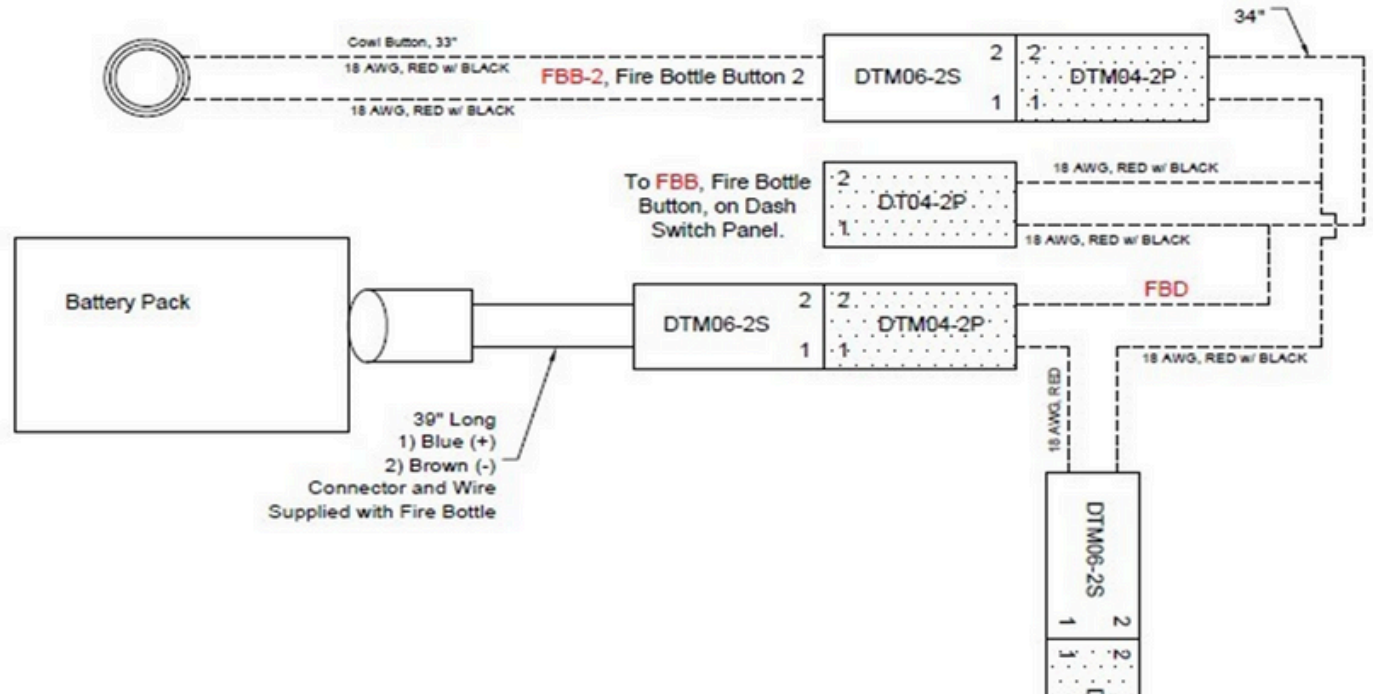 34"
Cowl Button, 33"
18 AWG, RED w/ BLACK
FBB-2, Fire Bottle Button 2
18 AWG, RED w/ BLACK
DTM06-2S
2
1
2
DTM04-2P
1
To FBB, Fire Bottle
Button, on Dash
Switch Panel.
2
DT04-2P
1
18 AWG, RED w/ BLACK
18 AWG, RED w/ BLACK
Battery Pack
DTM06-2S
2
1
2
DTM04-2P
1
FBD
18 AWG, RED w/ BLACK
18 AWG, RED
39" Long
1) Blue (+)
2) Brown (-)
Connector and Wire
Supplied with Fire Bottle
DTM06-2S
1
2
1
2